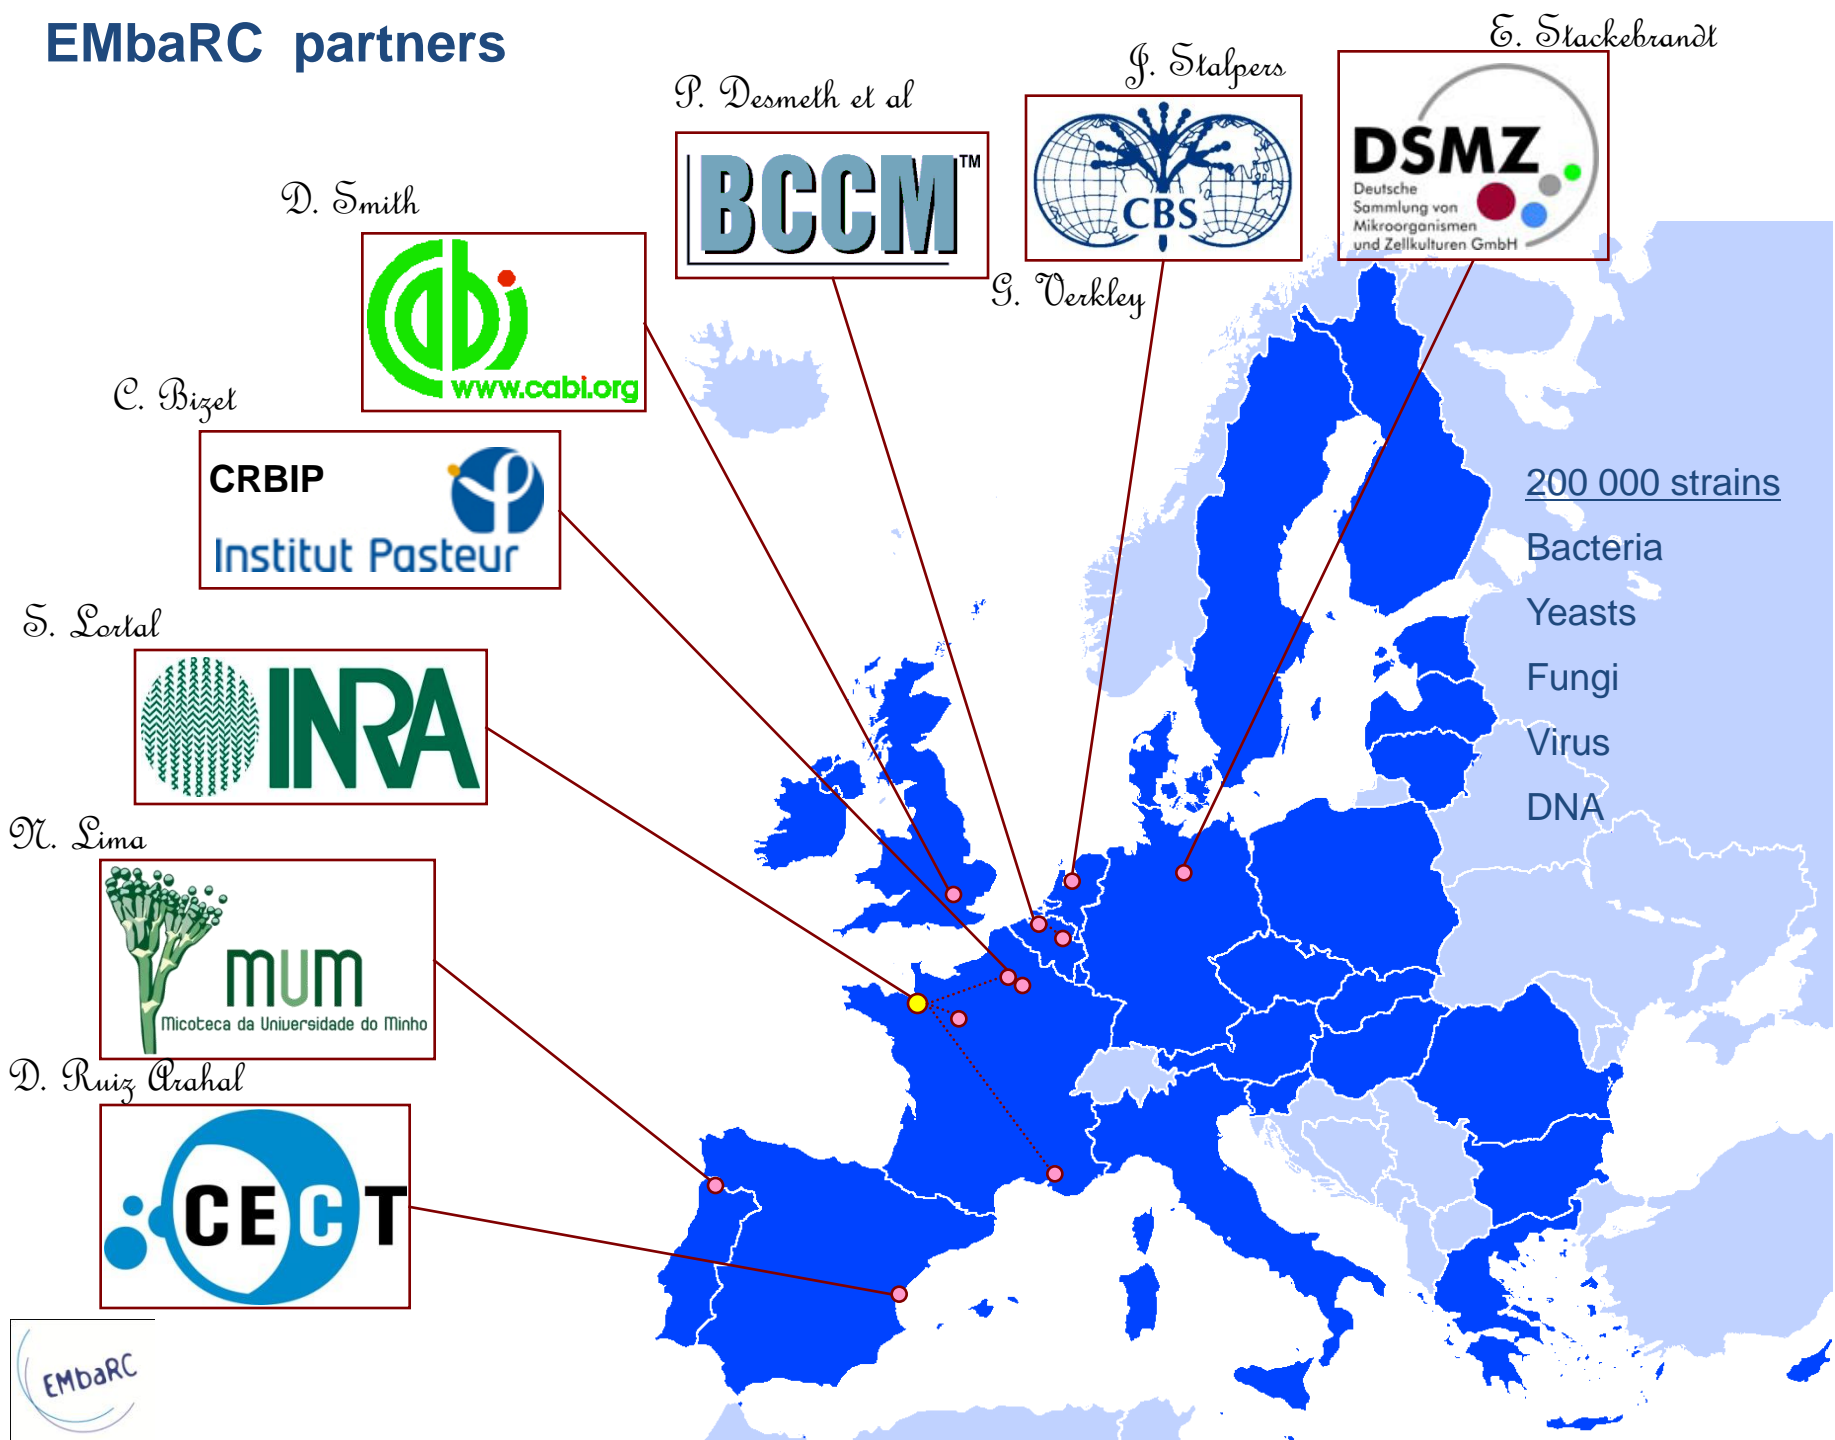 EMbaRC partners
E. Stackebrandt
J. Stalpers
P. Desmeth et al
BCCM™
CBS
DSMZ
Deutsche
Sammlung von
Mikroorganismen
und Zellkulturen GmbH
G. Verkley
D. Smith
cabi
www.cabi.org
C. Bizet
CRBIP
Institut Pasteur
S. Lortal
INRA
N. Lima
mum
Micoteca da Universidade do Minho
D. Ruiz Arahal
CECT
EMbaRC
200 000 strains
Bacteria
Yeasts
Fungi
Virus
DNA